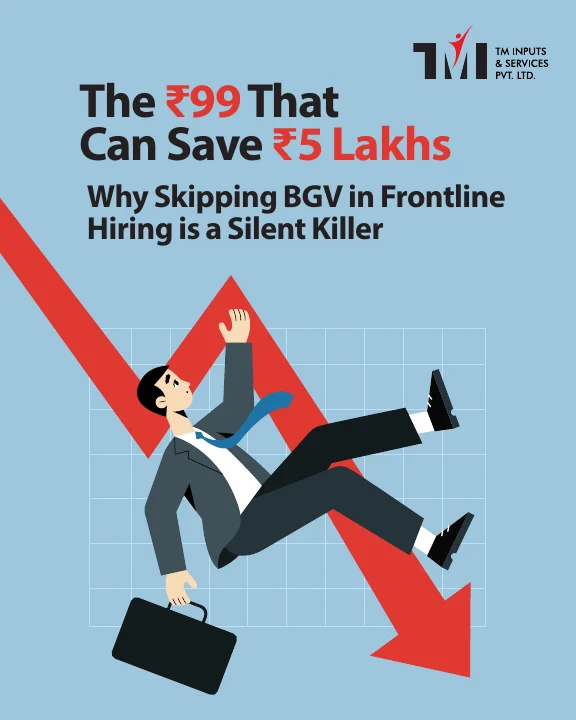 TM
TM INPUTS
& SERVICES
PVT. LTD.
The ₹99 That
Can Save ₹5 Lakhs
Why Skipping BGV in Frontline
Hiring is a Silent Killer